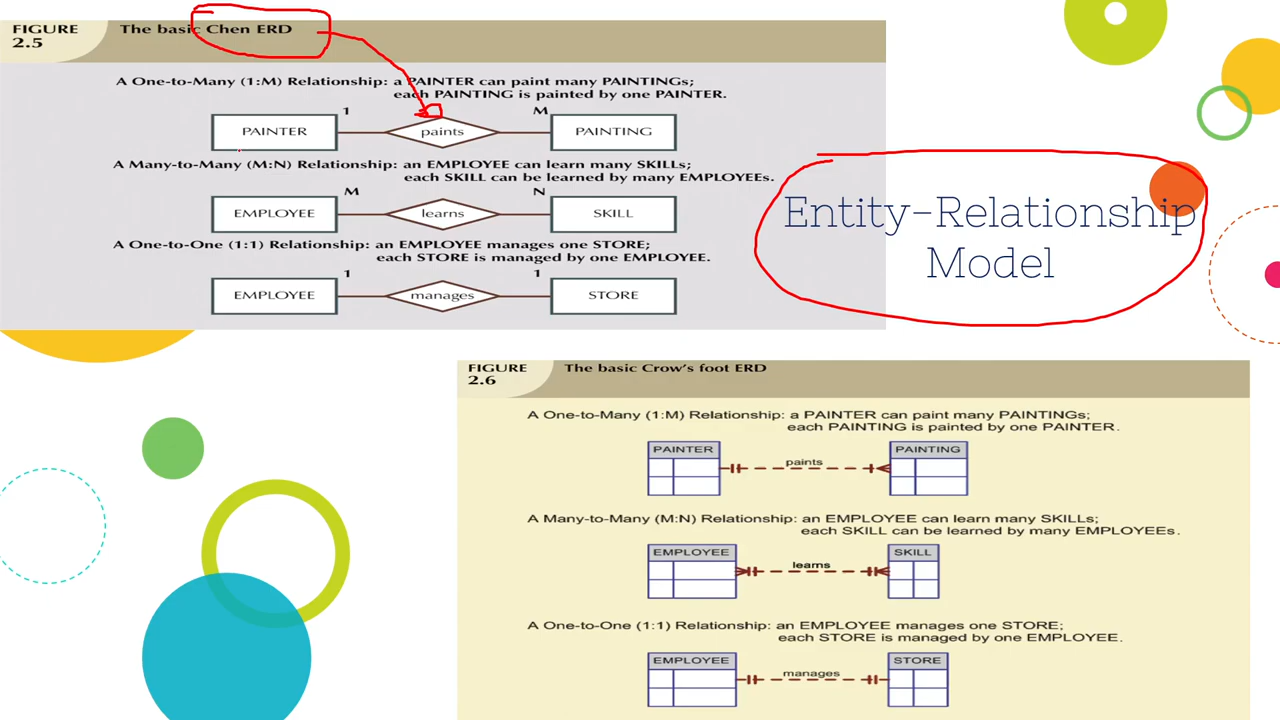 FIGURE
2.5
The basic Chen ERD
A One-to-Many (1:M) Relationship: a PAINTER can paint many PAINTINGs;
each PAINTING is painted by one PAINTER.
1
M
PAINTER
paints
PAINTING
A Many-to-Many (M:N) Relationship: an EMPLOYEE can learn many SKILLs;
each SKILL can be learned by many EMPLOYEEs.
M
N
EMPLOYEE
learns
SKILL
A One-to-One (1:1) Relationship: an EMPLOYEE manages one STORE;
each STORE is managed by one EMPLOYEE.
1
1
EMPLOYEE
manages
STORE
Entity-Relationship
Model
FIGURE
2.6
The basic Crow's foot ERD
A One-to-Many (1:M) Relationship: a PAINTER can paint many PAINTINGs;
each PAINTING is painted by one PAINTER.
PAINTER
paints
PAINTING
A Many-to-Many (M:N) Relationship: an EMPLOYEE can learn many SKILLs;
each SKILL can be learned by many EMPLOYEEs.
EMPLOYEE
learns
SKILL
A One-to-One (1:1) Relationship: an EMPLOYEE manages one STORE;
each STORE is managed by one EMPLOYEE.
EMPLOYEE
manages
STORE